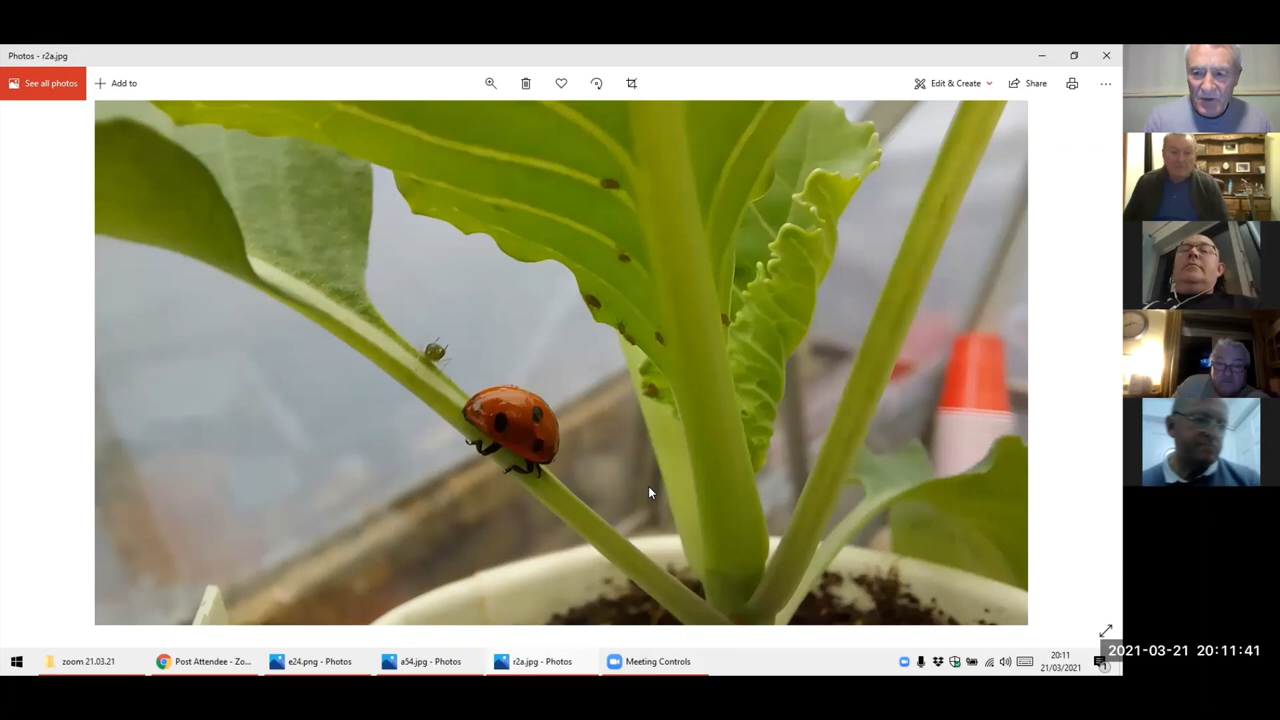 Photos - r2a.jpg
See all photos
Add to
Edit & Create
Share
zoom 21.03.21
Post Attendee - Zo...
e24.png - Photos
a54.jpg - Photos
r2a.jpg - Photos
Meeting Controls
20:11
21/03/2021
1
2021-03-21 20:11:41